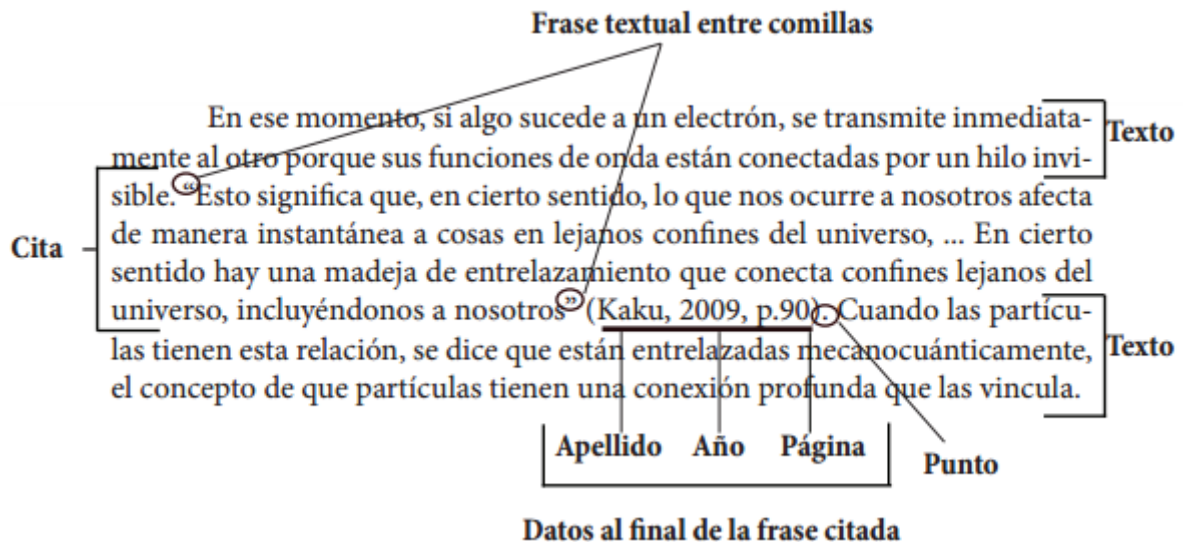 Frase textual entre comillas
En ese momento, si algo sucede a un electrón, se transmite inmediata-
mente al otro porque sus funciones de onda están conectadas por un hilo invi-
sible. “Esto significa que, en cierto sentido, lo que nos ocurre a nosotros afecta
de manera instantánea a cosas en lejanos confines del universo, ... En cierto
sentido hay una madeja de entrelazamiento que conecta confines lejanos del
universo, incluyéndonos a nosotros” (Kaku, 2009, p.90). Cuando las partícu-
las tienen esta relación, se dice que están entrelazadas mecanocuánticamente,
el concepto de que partículas tienen una conexión profunda que las vincula.
Texto
Cita
Texto
Apellido Año Página
Punto
Datos al final de la frase citada